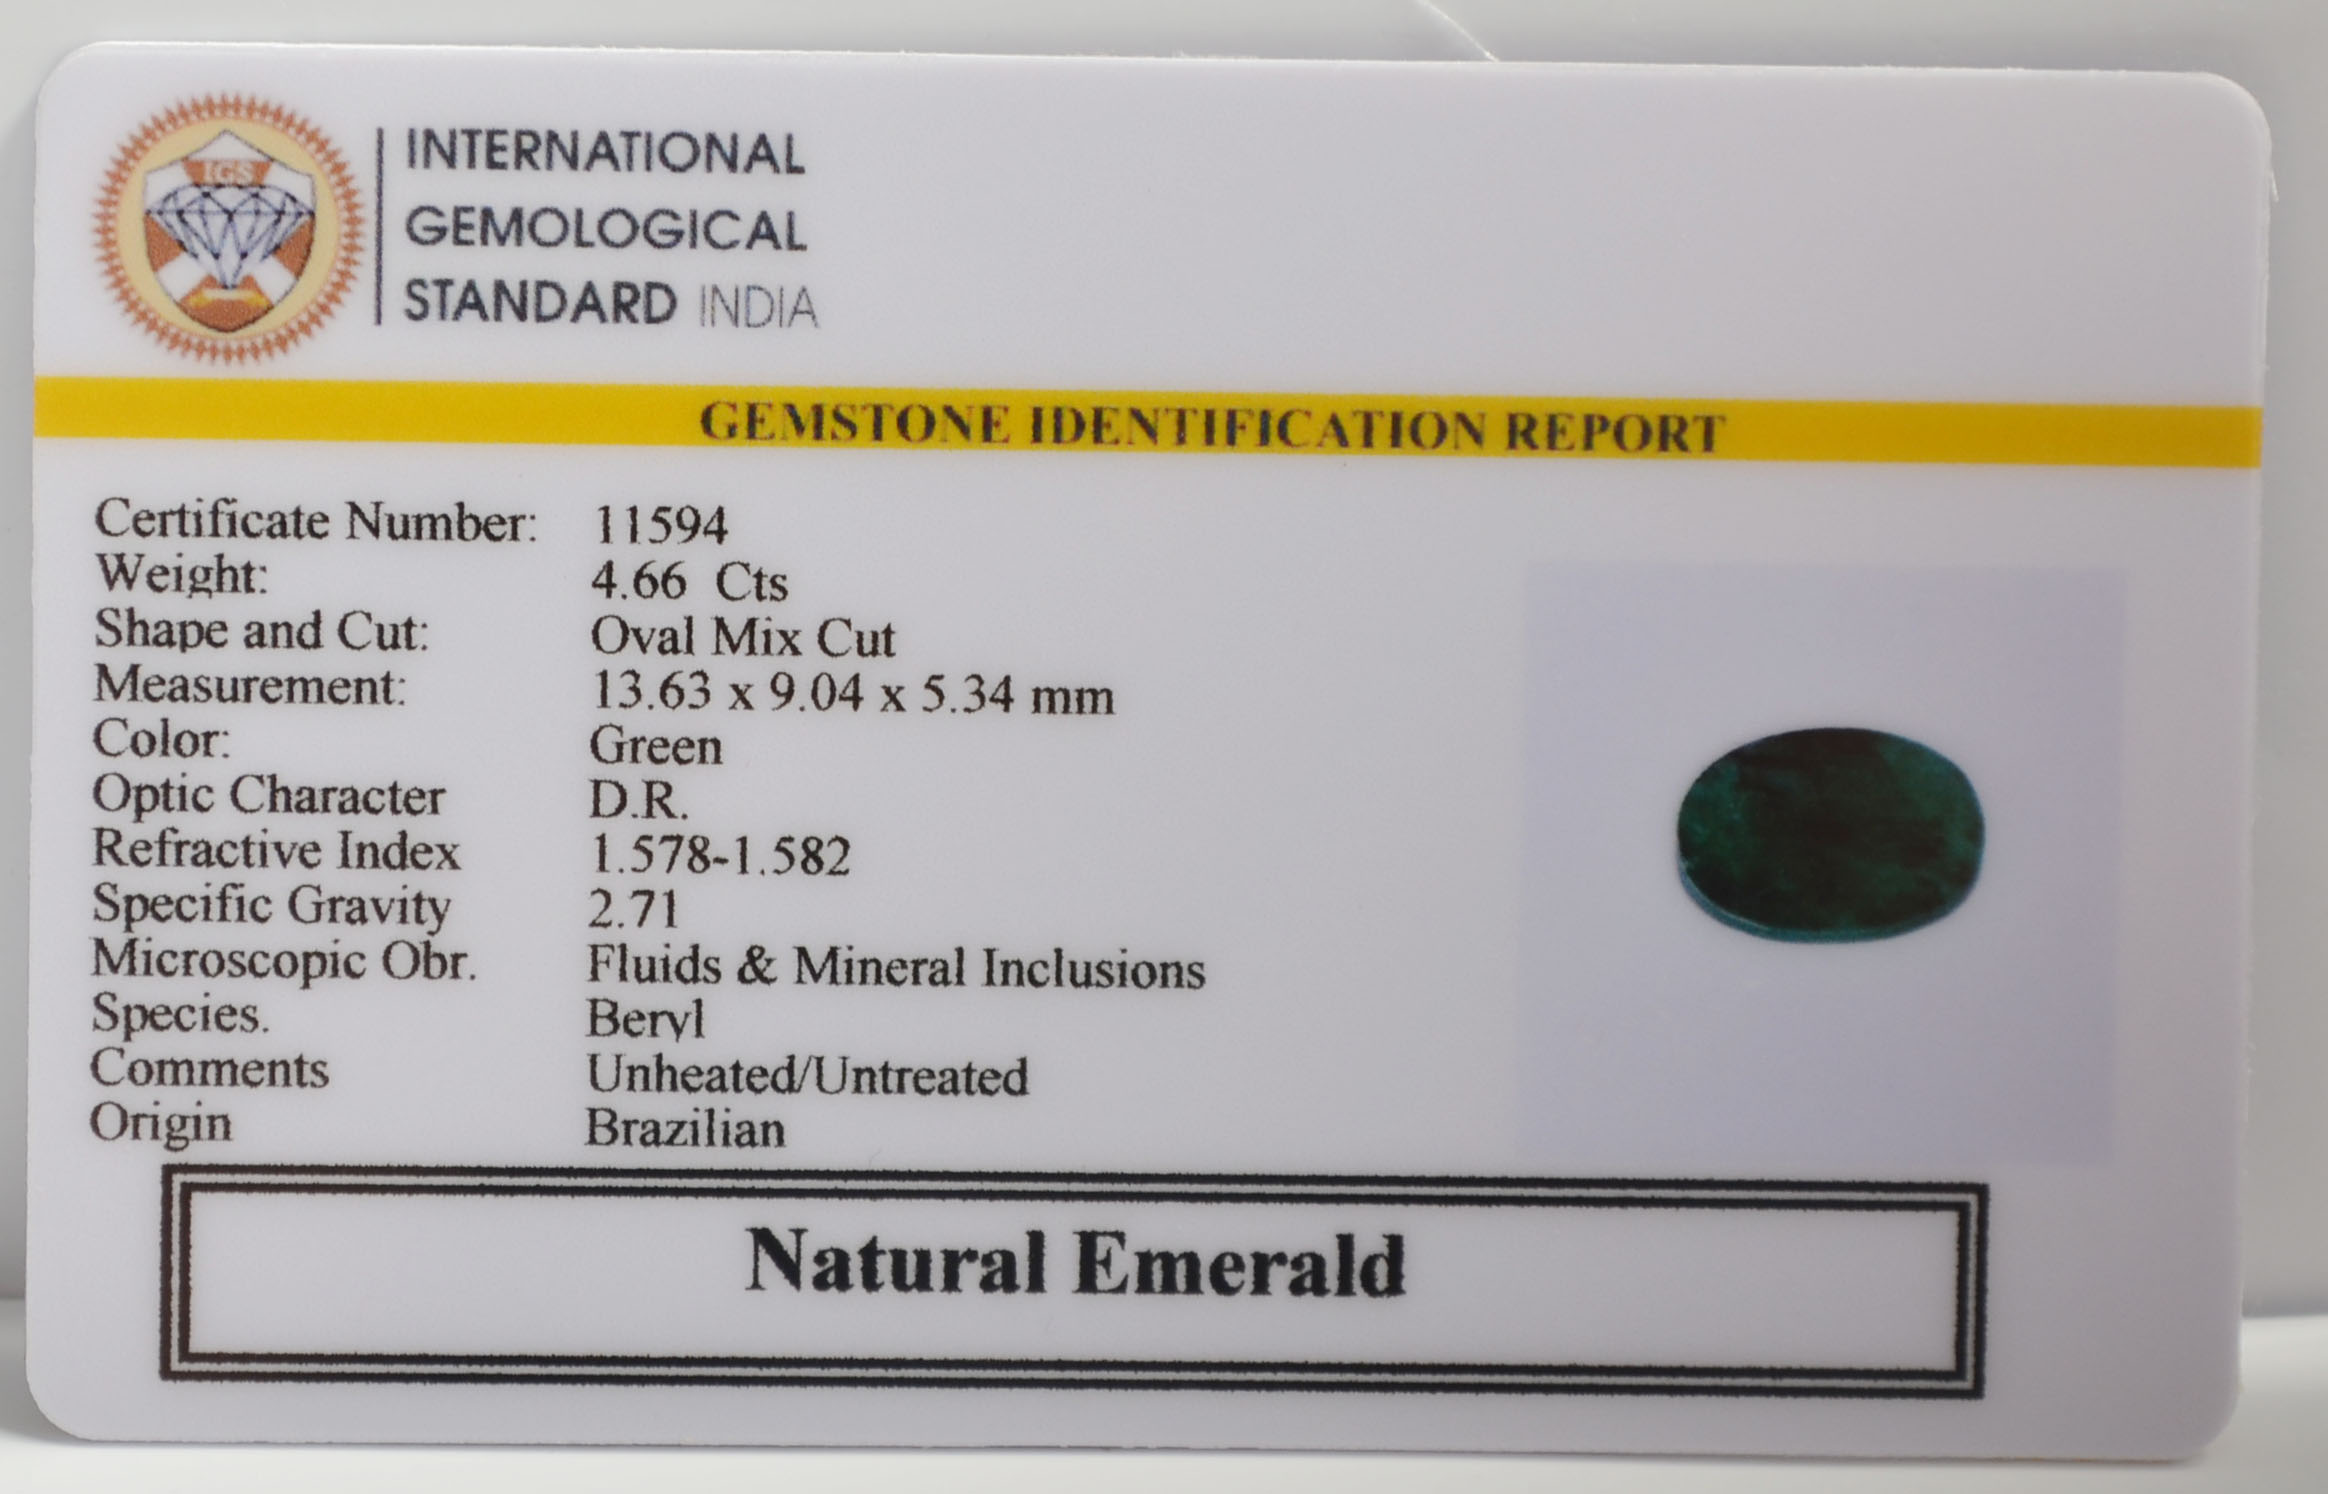 IGS
INTERNATIONAL
GEMOLOGICAL
STANDARD INDIA
GEMSTONE IDENTIFICATION REPORT
Certificate Number: 11594
Weight: 4.66 Cts
Shape and Cut: Oval Mix Cut
Measurement: 13.63 x 9.04 x 5.34 mm
Color: Green
Optic Character D.R.
Refractive Index 1.578-1.582
Specific Gravity 2.71
Microscopic Obr. Fluids & Mineral Inclusions
Species. Beryl
Comments Unheated/Untreated
Origin Brazilian
Natural Emerald